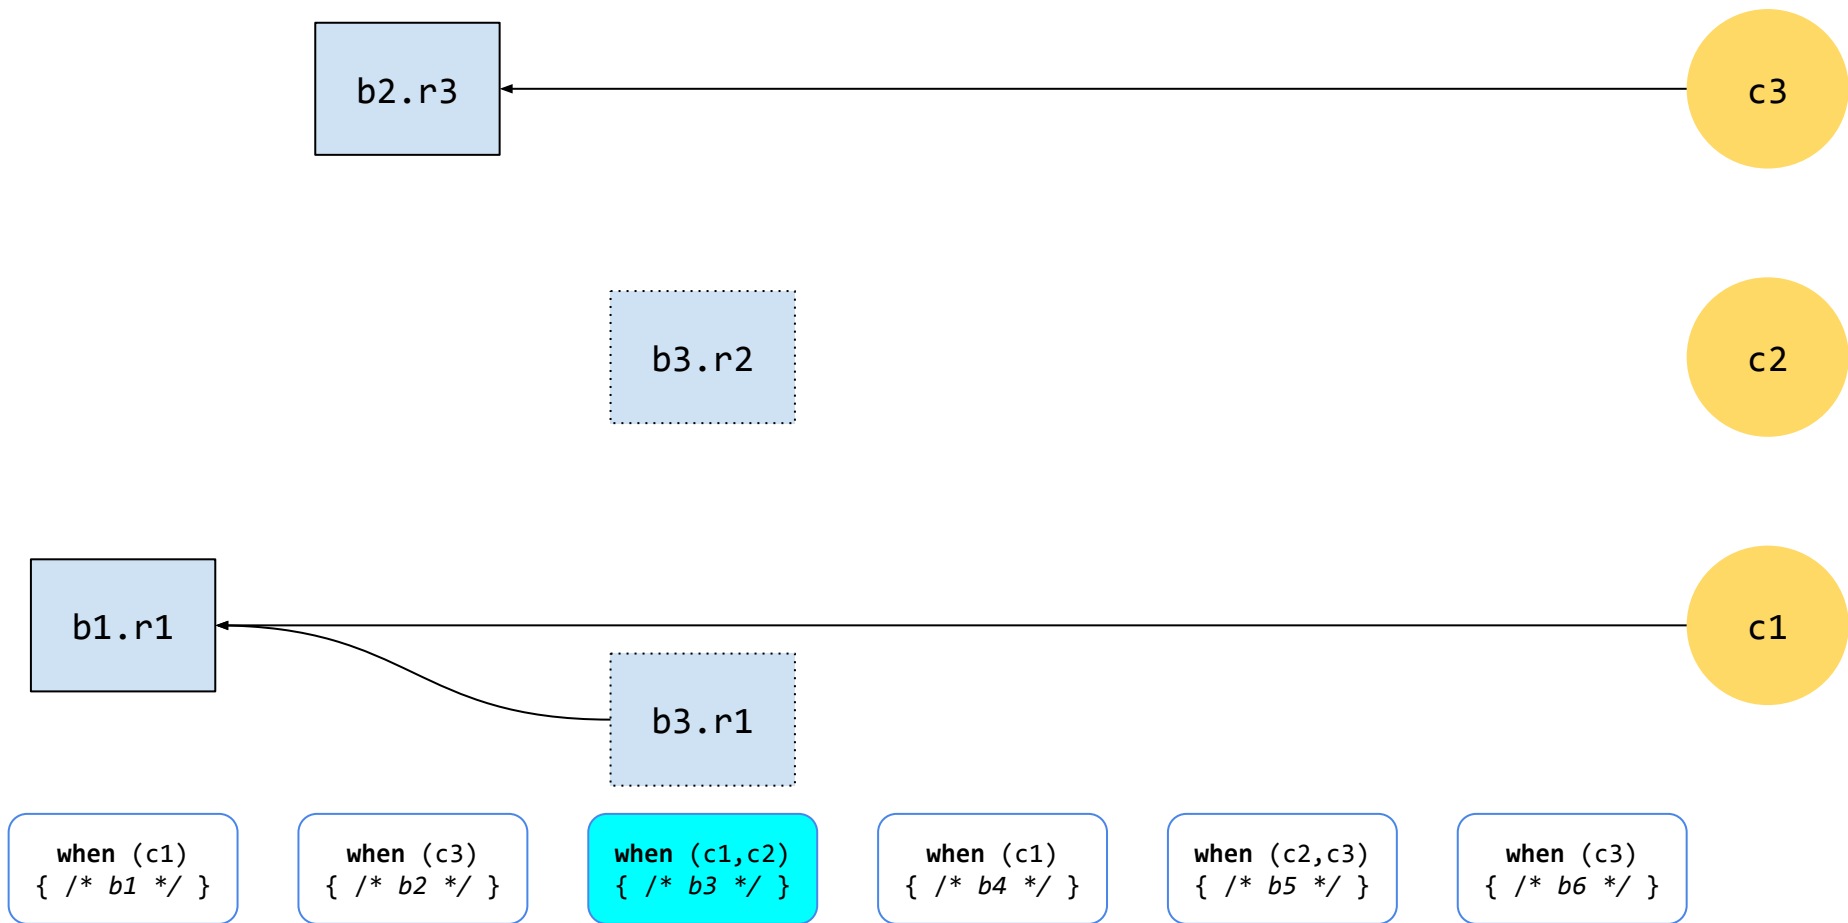 b2.r3
c3
b3.r2
c2
b1.r1
c1
b3.r1
when (c1)
{ /* b1 */ }
when (c3)
{ /* b2 */ }
when (c1,c2)
{ /* b3 */ }
when (c1)
{ /* b4 */ }
when (c2,c3)
{ /* b5 */ }
when (c3)
{ /* b6 */ }